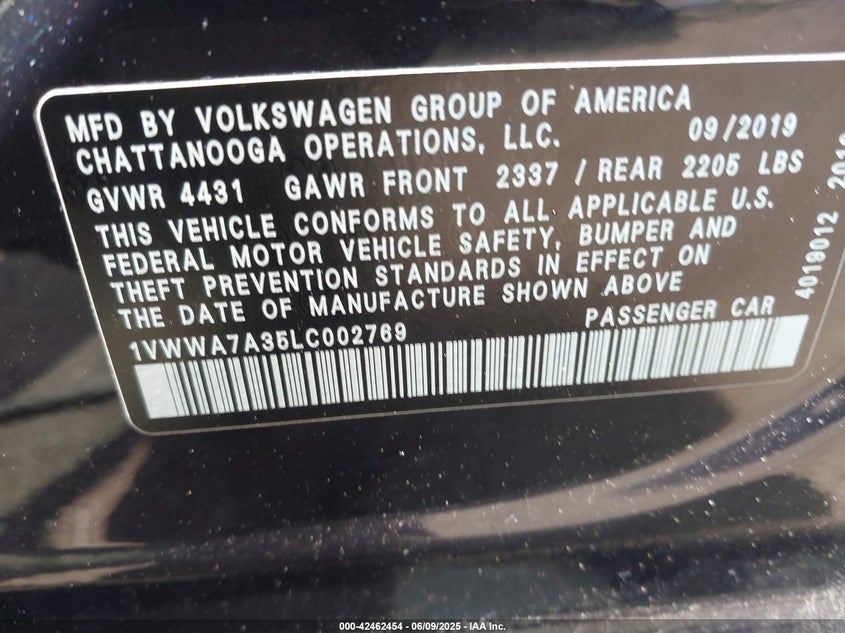 MFD BY VOLKSWAGEN GROUP OF AMERICA
CHATTANOOGA OPERATIONS, LLC. 09/2019
GVWR 4431 GAWR FRONT 2337 / REAR 2205 LBS
THIS VEHICLE CONFORMS TO ALL APPLICABLE U.S.
FEDERAL MOTOR VEHICLE SAFETY, BUMPER AND
THEFT PREVENTION STANDARDS IN EFFECT ON
THE DATE OF MANUFACTURE SHOWN ABOVE
1VWWA7A35LC002769 PASSENGER CAR
4019012
000-42462454 | 06/09/2025 - IAA Inc.